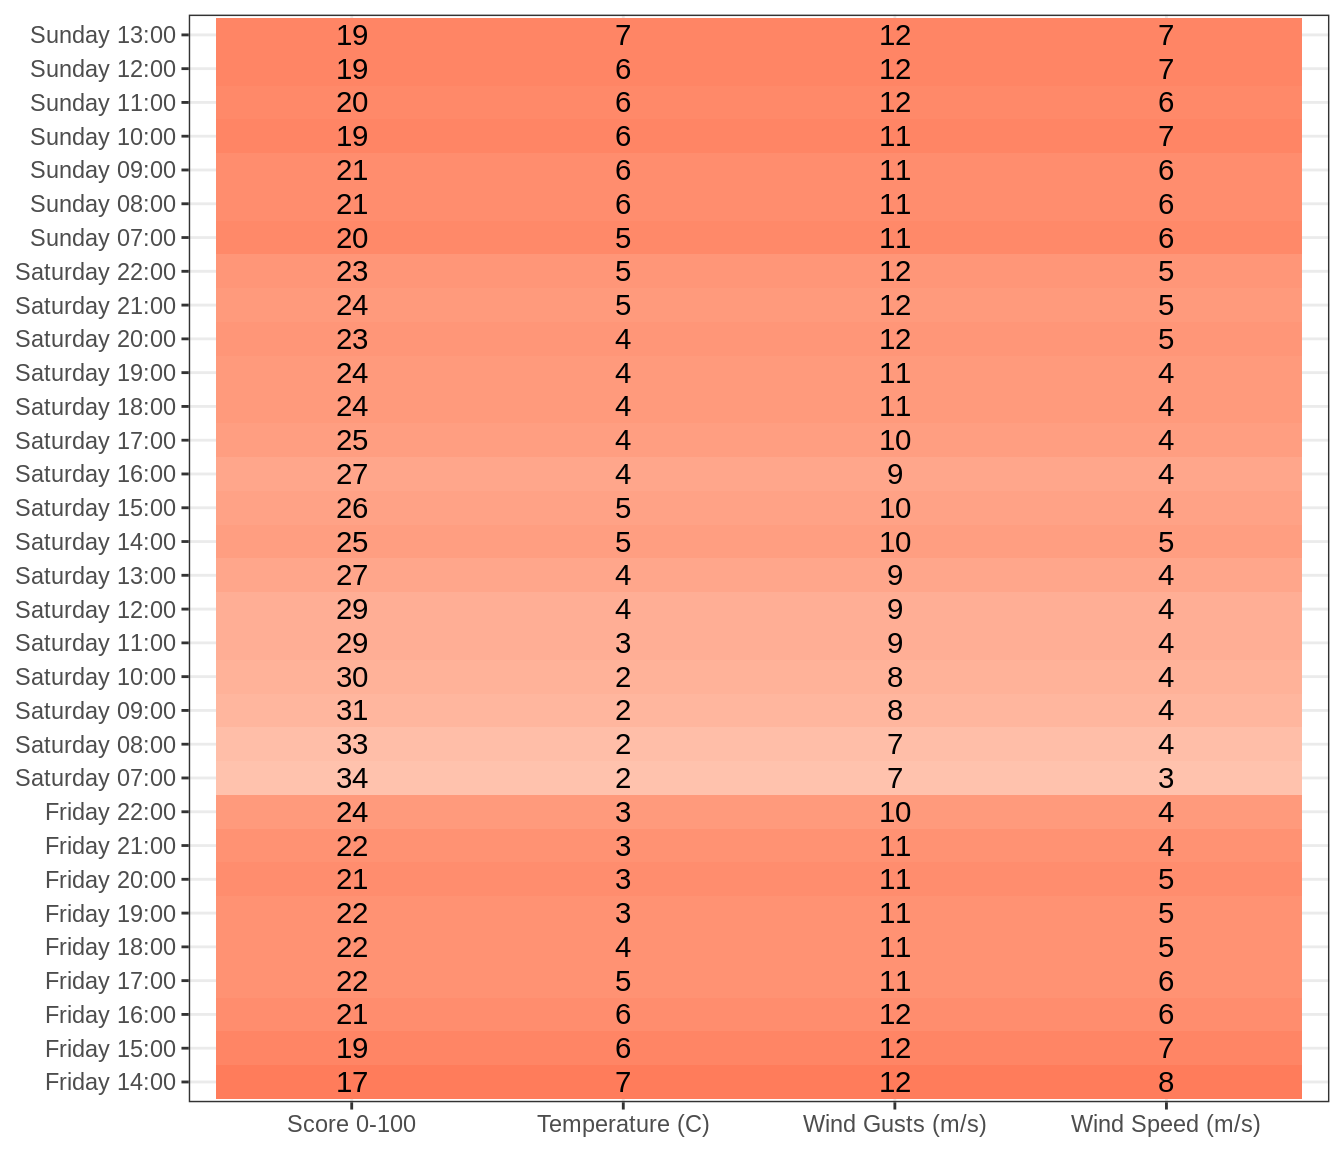 Sunday 13:00 19 7 12 7
Sunday 12:00 19 6 12 7
Sunday 11:00 20 6 12 6
Sunday 10:00 19 6 11 7
Sunday 09:00 21 6 11 6
Sunday 08:00 21 6 11 6
Sunday 07:00 20 5 11 6
Saturday 22:00 23 5 12 5
Saturday 21:00 24 5 12 5
Saturday 20:00 23 4 12 5
Saturday 19:00 24 4 11 4
Saturday 18:00 24 4 11 4
Saturday 17:00 25 4 10 4
Saturday 16:00 27 4 9 4
Saturday 15:00 26 5 10 4
Saturday 14:00 25 5 10 5
Saturday 13:00 27 4 9 4
Saturday 12:00 29 4 9 4
Saturday 11:00 29 3 9 4
Saturday 10:00 30 2 8 4
Saturday 09:00 31 2 8 4
Saturday 08:00 33 2 7 4
Saturday 07:00 34 2 7 3
Friday 22:00 24 3 10 4
Friday 21:00 22 3 11 4
Friday 20:00 21 3 11 5
Friday 19:00 22 3 11 5
Friday 18:00 22 4 11 5
Friday 17:00 22 5 11 6
Friday 16:00 21 6 12 6
Friday 15:00 19 6 12 7
Friday 14:00 17 7 12 8
Score 0-100 Temperature (C) Wind Gusts (m/s) Wind Speed (m/s)